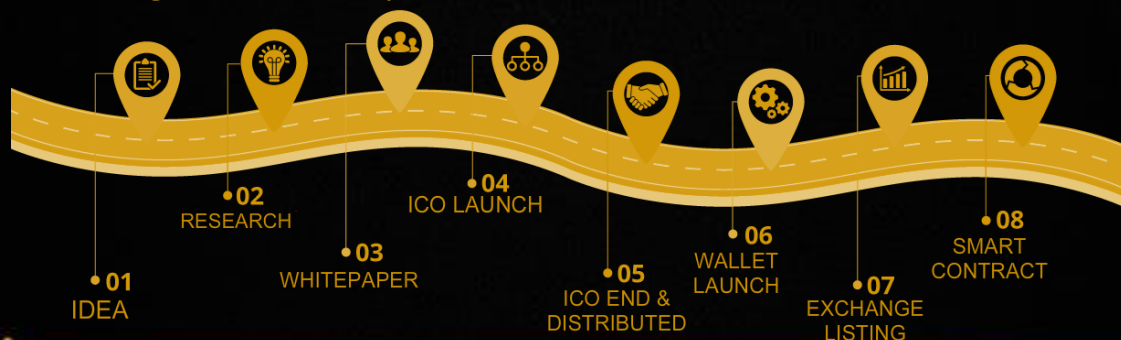 01
IDEA
02
RESEARCH
03
WHITEPAPER
04
ICO LAUNCH
05
ICO END &
DISTRIBUTED
06
WALLET
LAUNCH
07
EXCHANGE
LISTING
08
SMART
CONTRACT